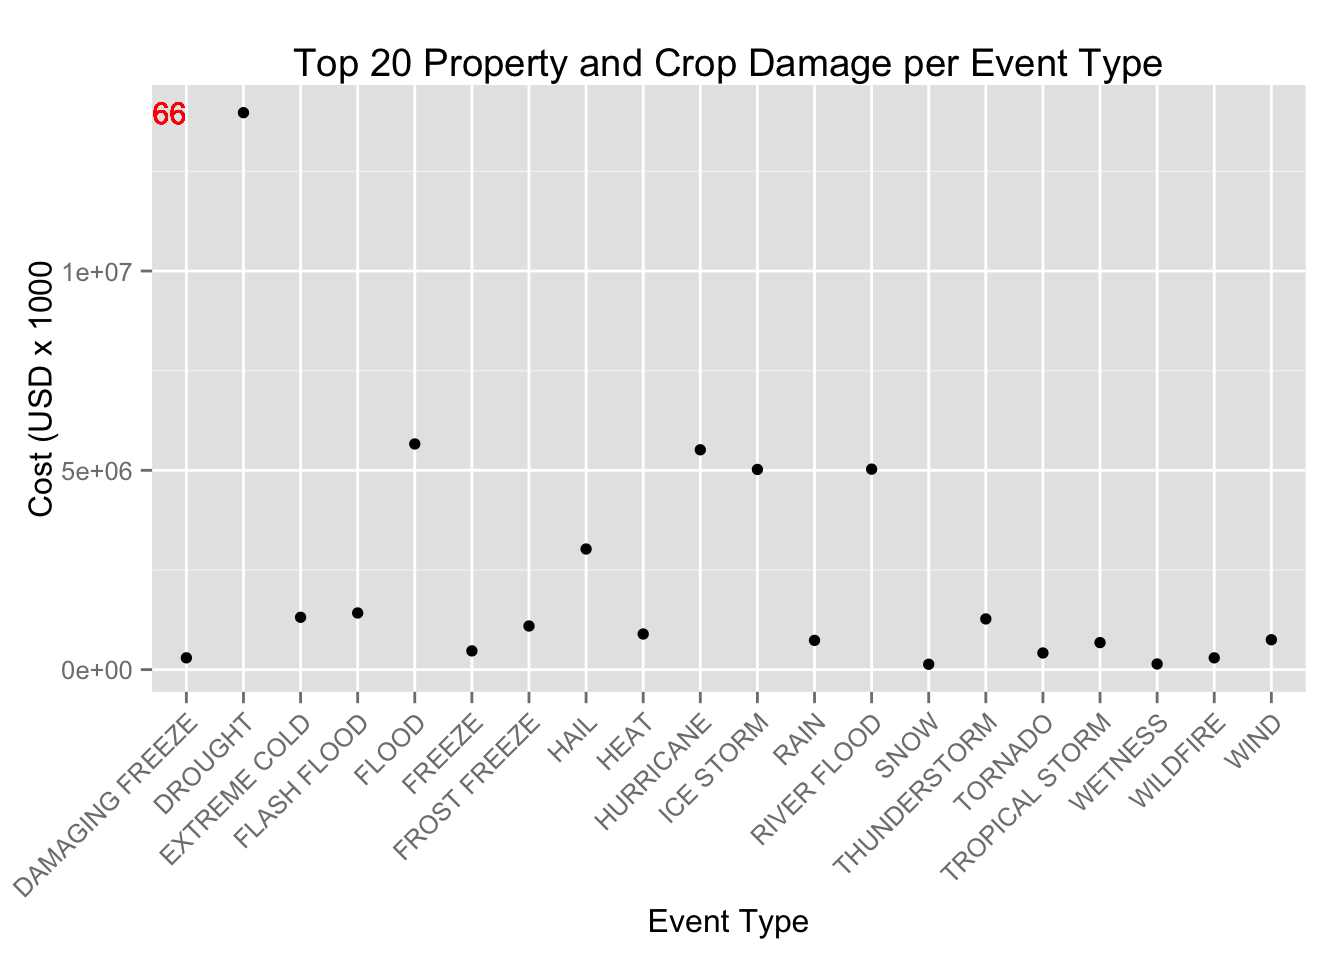 Top 20 Property and Crop Damage per Event Type
66
Cost (USD x 1000
1e+07
5e+06
0e+00
DAMAGING FREEZE
DROUGHT
EXTREME COLD
FLASH FLOOD
FLOOD
FREEZE
FROST FREEZE
HAIL
HEAT
HURRICANE
ICE STORM
RAIN
RIVER FLOOD
SNOW
THUNDERSTORM
TORNADO
TROPICAL STORM
WETNESS
WILDFIRE
WIND
Event Type